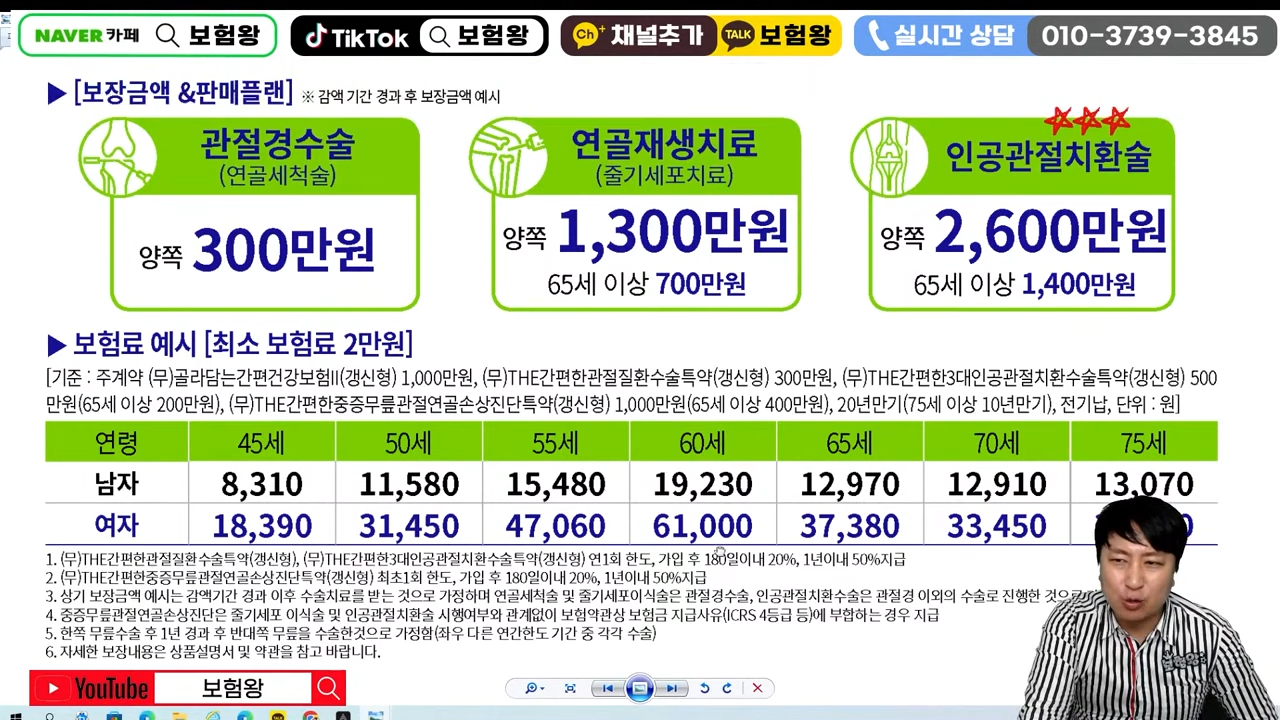 NAVER 카페 보험왕
TikTok 보험왕
Ch+ 채널추가 TALK 보험왕
실시간 상담 010-3739-3845
▶ [보장금액 &판매플랜] ※ 감액 기간 경과 후 보장금액 예시
관절경수술
(연골세척술)
양쪽 300만원
연골재생치료
(줄기세포치료)
양쪽 1,300만원
65세 이상 700만원
인공관절치환술
양쪽 2,600만원
65세 이상 1,400만원
▶ 보험료 예시 [최소 보험료 2만원]
[기준 : 주계약 (무)골라담는간편건강보험II(갱신형) 1,000만원, (무)THE간편한관절질환수술특약(갱신형) 300만원, (무)THE간편한3대인공관절치환수술특약(갱신형) 500
만원(65세 이상 200만원), (무)THE간편한중증무릎관절연골손상진단특약(갱신형) 1,000만원(65세 이상 400만원), 20년만기(75세 이상 10년만기), 전기납, 단위 : 원]
연령 45세 50세 55세 60세 65세 70세 75세
남자 8,310 11,580 15,480 19,230 12,970 12,910 13,070
여자 18,390 31,450 47,060 61,000 37,380 33,450
1. (무)THE간편한관절질환수술특약(갱신형), (무)THE간편한3대인공관절치환수술특약(갱신형) 연1회 한도, 가입 후 180일이내 20%, 1년이내 50%지급
2. (무)THE간편한중증무릎관절연골손상진단특약(갱신형) 최초1회 한도, 가입 후 180일이내 20%, 1년이내 50%지급
3. 상기 보장금액 예시는 감액기간 경과 이후 수술치료를 받는 것으로 가정하며 연골세척술 및 줄기세포이식술은 관절경수술, 인공관절치환수술은 관절경 이외의 수술로 진행한 것으로
4. 중증무릎관절연골손상진단은 줄기세포 이식술 및 인공관절치환술 시행여부와 관계없이 보험약관상 보험금 지급사유(ICRS 4등급 등)에 부합하는 경우 지급
5. 한쪽 무릎수술 후 1년 경과 후 반대쪽 무릎을 수술한것으로 가정함(좌우 다른 연간한도 기간 중 각각 수술)
6. 자세한 보장내용은 상품설명서 및 약관을 참고 바랍니다.
YouTube 보험왕